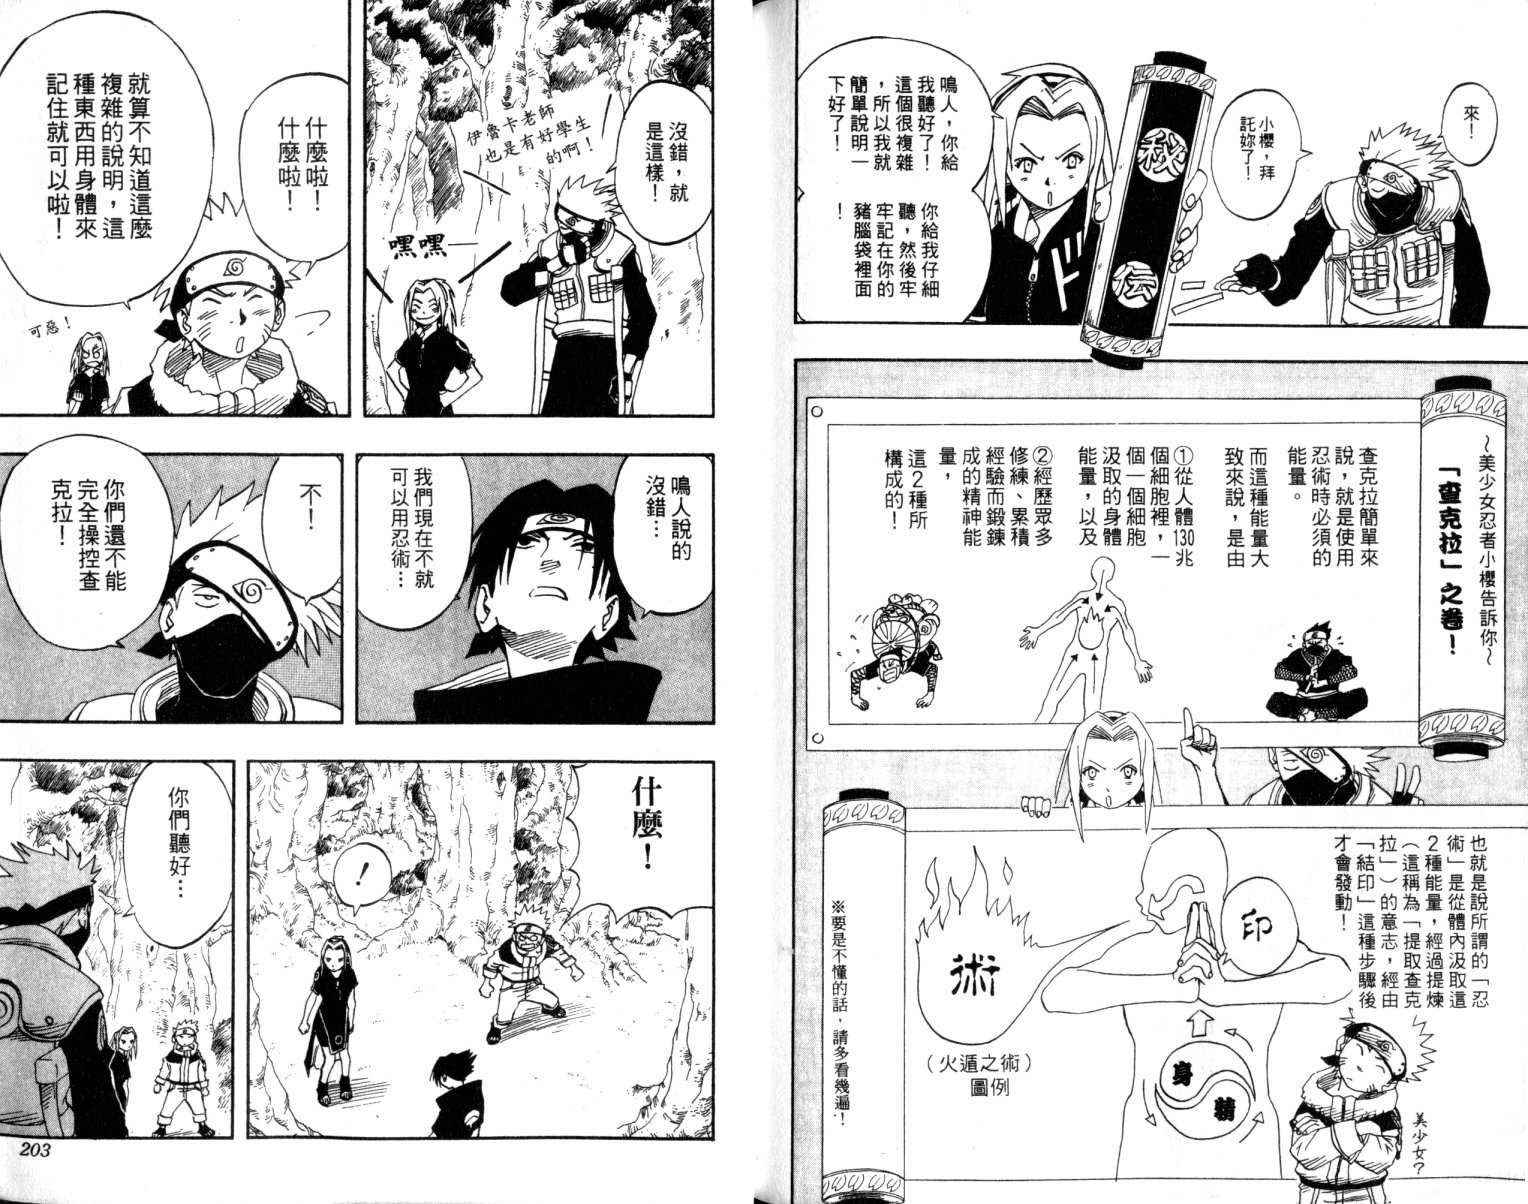 來！
小櫻，拜
託妳了！
秘
伝
ド
鳴人，你給
我聽好了！
這個很複雜
，所以我就
簡單說明一
下好了！
你給我仔細
聽，然後牢
牢記在你的
豬腦袋裡面
！
～美少女忍者小櫻告訴你～
「查克拉」之卷！
查克拉簡單來
說，就是使用
忍術時必須的
能量。
而這種能量大
致來說，是由
①從人體130兆
個細胞裡，一
個一個細胞
汲取的身體
能量，以及
②經歷眾多
修練、累積
經驗而鍛鍊
成的精神能
量，
這2種所
構成的！
也就是說所謂的「忍
術」是從體內汲取這
2種能量，經過提煉
（這稱為「提取查克
拉」）的意志，經由
「結印」這種步驟後
才會發動！
印
術
（火遁之術）
圖例
身
精
美少女？
※要是不懂的話，請多看幾遍！
沒錯，就
是這樣！
伊魯卡老師
也是有好學生
的啊！
嘿嘿—
什麼啦！
什麼啦！
就算不知道這麼
複雜的說明，這
種東西用身體來
記住就可以啦！
可惡！
鳴人說的
沒錯…
我們現在不就
可以用忍術…
不！
你們還不能
完全操控查
克拉！
什麼！
！
你們聽好…
203